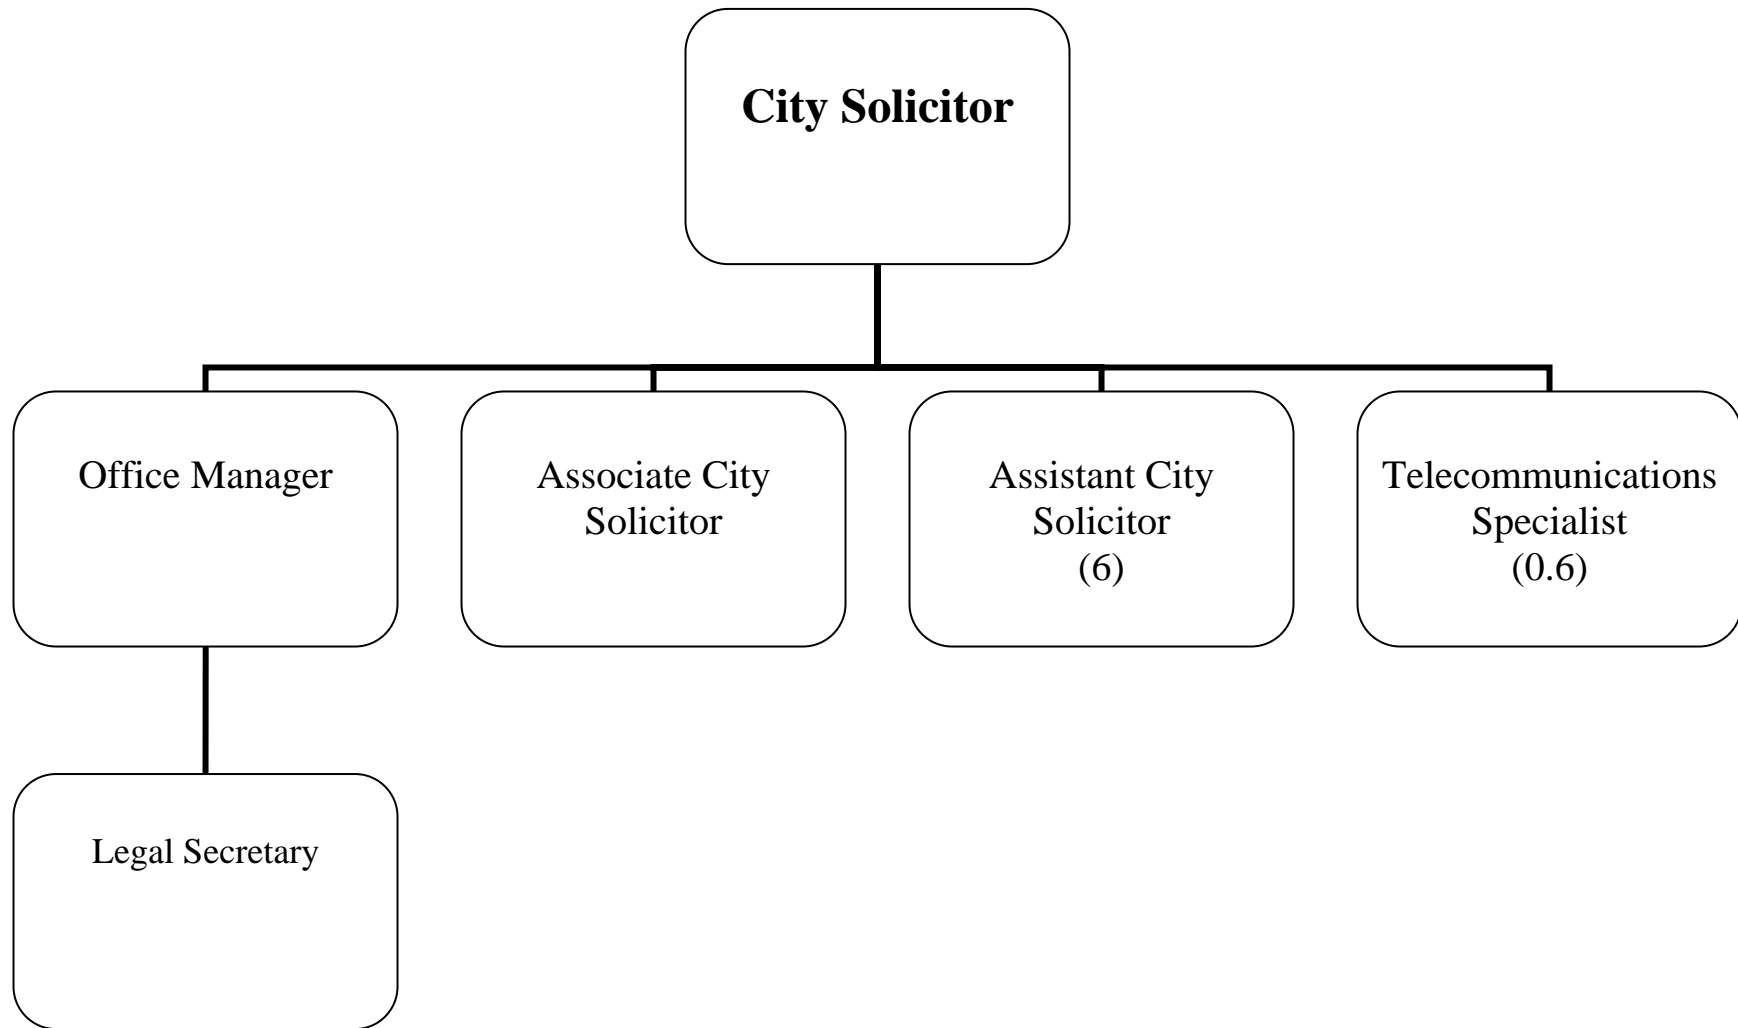 City Solicitor
Office Manager
Associate City
Solicitor
Assistant City
Solicitor
(6)
Telecommunications
Specialist
(0.6)
Legal Secretary